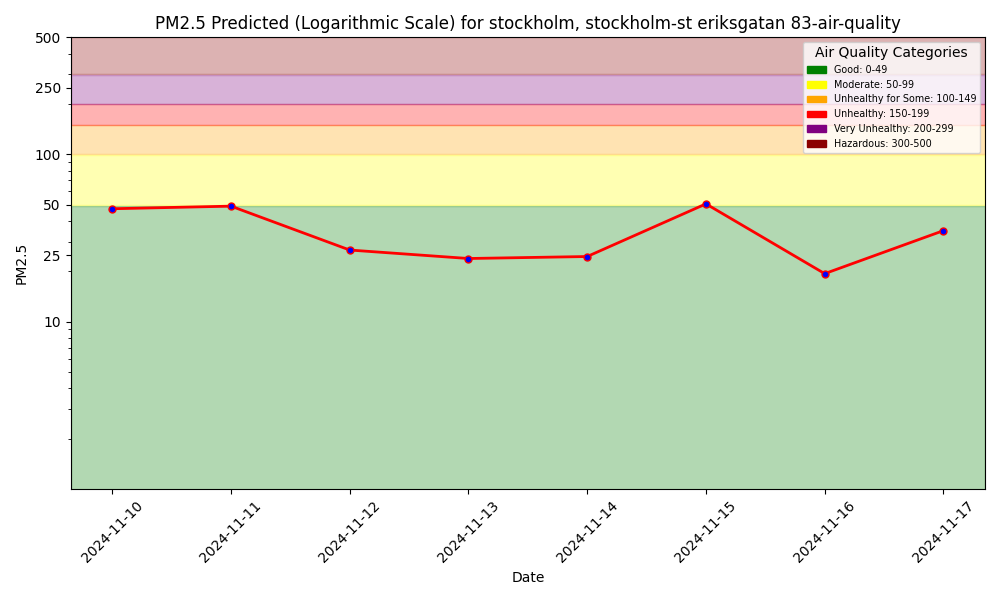 PM2.5 Predicted (Logarithmic Scale) for stockholm, stockholm-st eriksgatan 83-air-quality
500
250
100
50
25
10
PM2.5
Air Quality Categories
Good: 0-49
Moderate: 50-99
Unhealthy for Some: 100-149
Unhealthy: 150-199
Very Unhealthy: 200-299
Hazardous: 300-500
2024-11-10
2024-11-11
2024-11-12
2024-11-13
2024-11-14
2024-11-15
2024-11-16
2024-11-17
Date